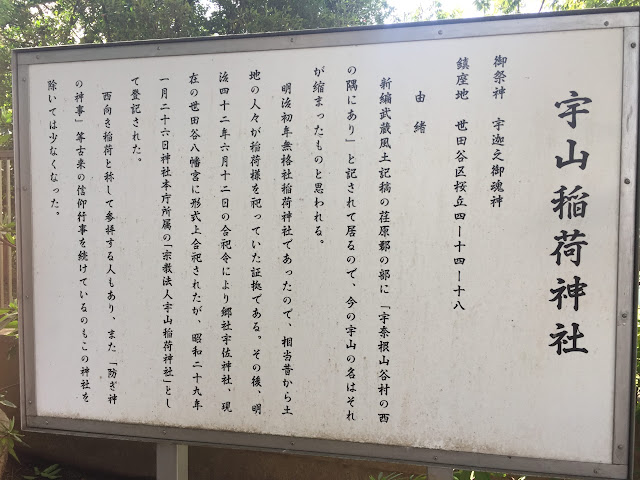 宇山稲荷神社
御祭神　宇迦之御魂神
鎮座地　世田谷区桜丘四ー十四ー十八
由緒
新編武蔵風土記稿の荏原郡の部に「宇奈根山谷村の西
の隅にあり」と記されて居るので、今の宇山の名はそれ
が縮まったものと思われる。
明治初年無格社稲荷神社であったので、相当昔から土
地の人々が稲荷様を祀っていた証拠である。その後、明
治四十二年六月十二日の合祀令により郷社宇佐神社、現
在の世田谷八幡宮に形式上合祀されたが、昭和二十九年
一月二十六日神社本庁所属の「宗教法人宇山稲荷神社」とし
て登記された。
西向き稲荷と称して参拝する人もあり、また「防ぎ神
の神事」等古来の信仰行事を続けているのもこの神社を
除いては少なくなった。